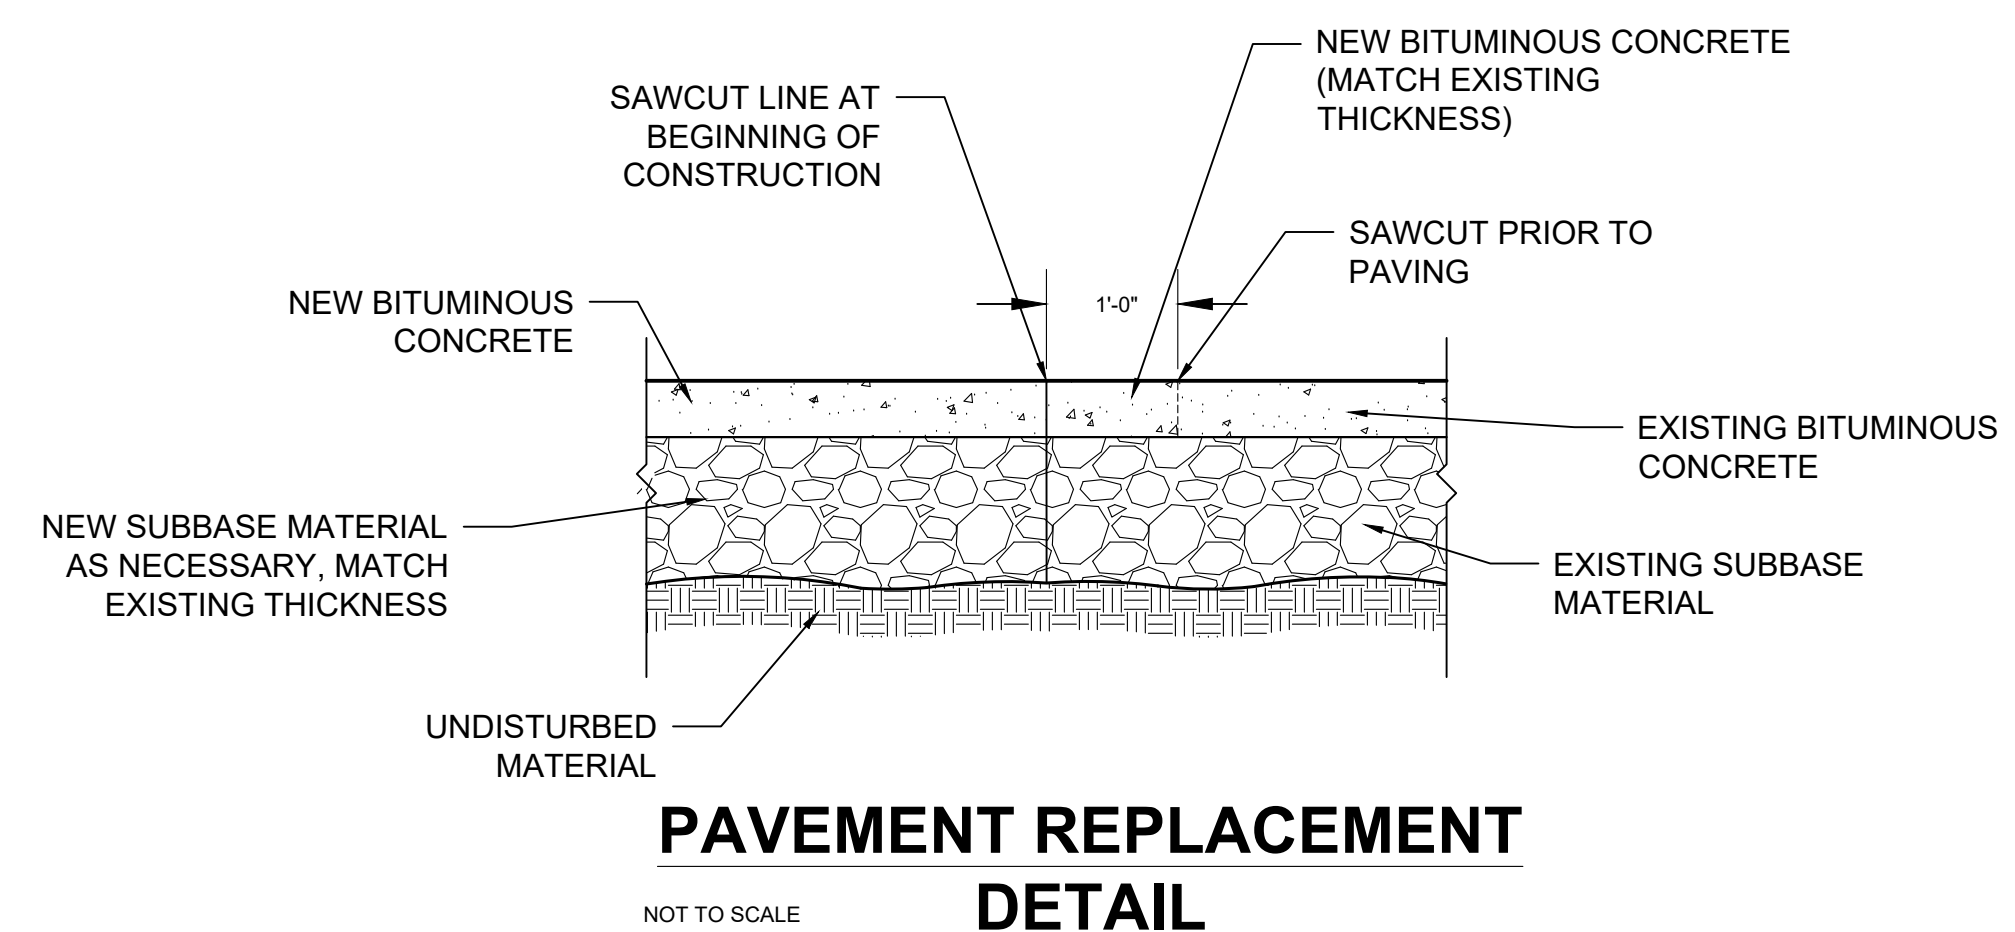 NEW BITUMINOUS CONCRETE
(MATCH EXISTING
THICKNESS)
SAWCUT LINE AT
BEGINNING OF
CONSTRUCTION
SAWCUT PRIOR TO
PAVING
NEW BITUMINOUS
CONCRETE
1'-0"
EXISTING BITUMINOUS
CONCRETE
NEW SUBBASE MATERIAL
AS NECESSARY, MATCH
EXISTING THICKNESS
EXISTING SUBBASE
MATERIAL
UNDISTURBED
MATERIAL
PAVEMENT REPLACEMENT
DETAIL
NOT TO SCALE